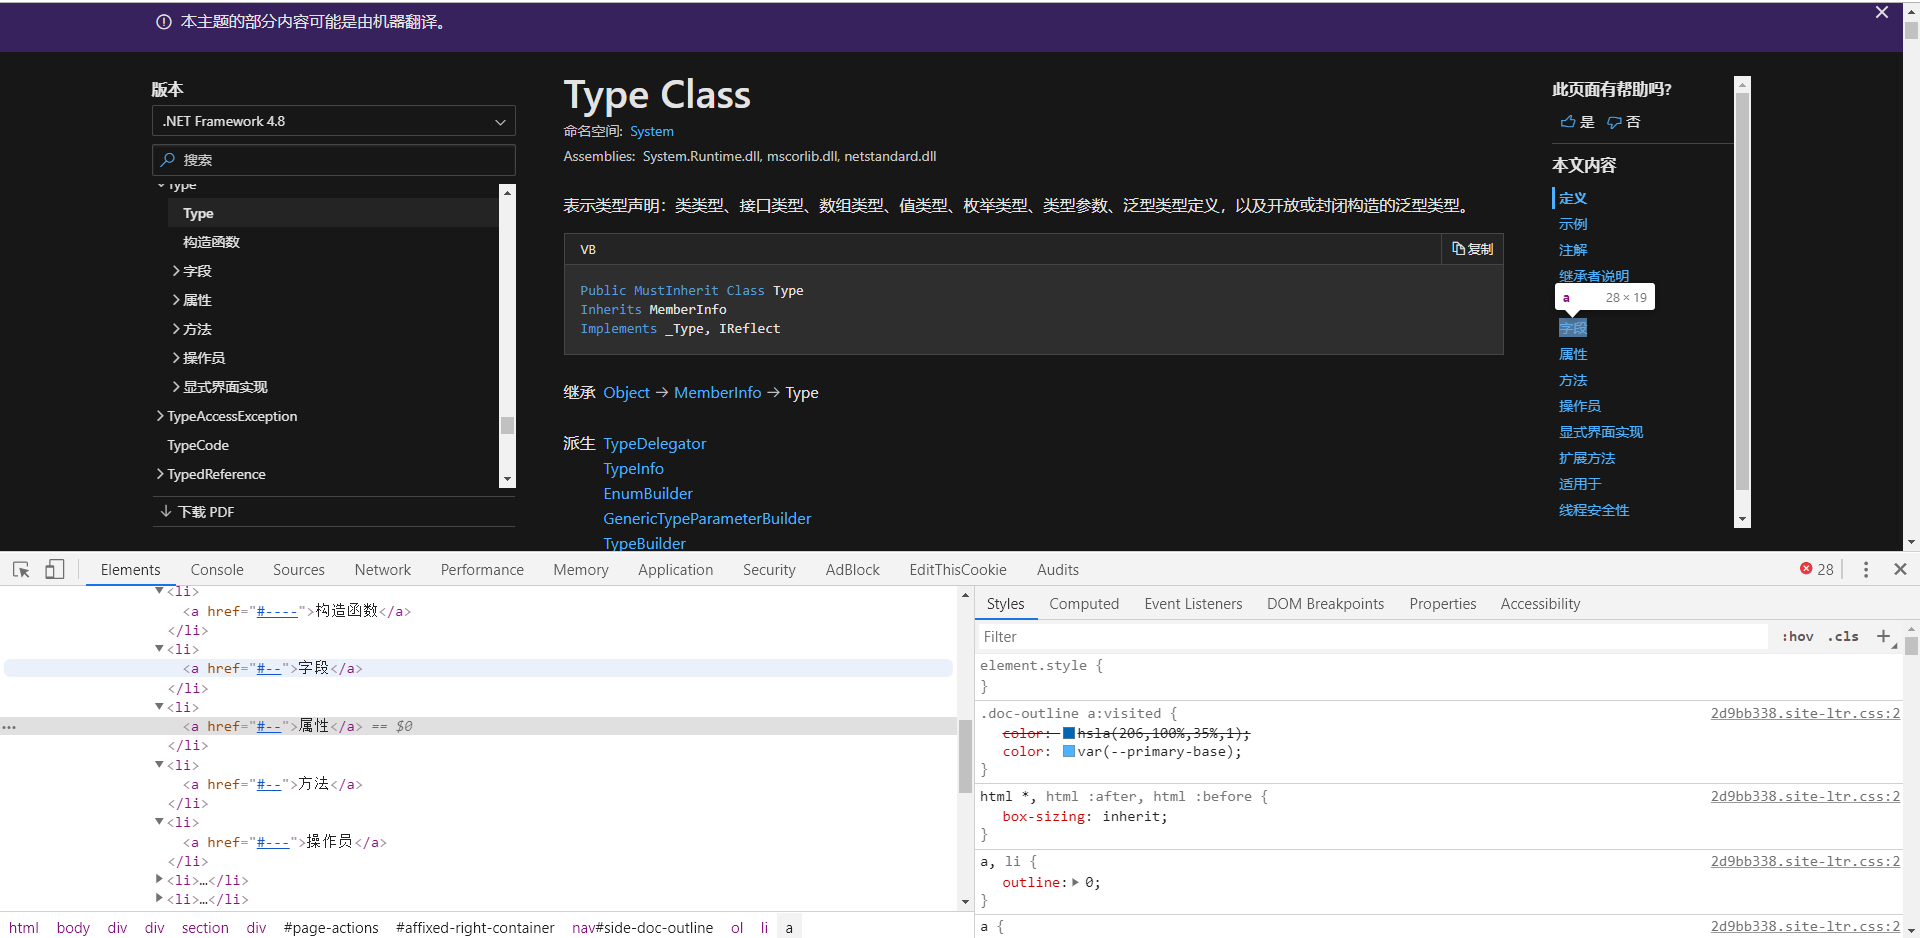 本主题的部分内容可能是由机器翻译。
版本
.NET Framework 4.8
搜索
Type
Type
构造函数
字段
属性
方法
操作员
显式界面实现
TypeAccessException
TypeCode
TypedReference
下载 PDF
Type Class
命名空间: System
Assemblies: System.Runtime.dll, mscorlib.dll, netstandard.dll
表示类型声明：类类型、接口类型、数组类型、值类型、枚举类型、类型参数、泛型类型定义，以及开放或封闭构造的泛型类型。
VB 复制
Public MustInherit Class Type
Inherits MemberInfo
Implements _Type, IReflect
继承 Object → MemberInfo → Type
派生 TypeDelegator
TypeInfo
EnumBuilder
GenericTypeParameterBuilder
TypeBuilder
此页面有帮助吗?
是 否
本文内容
定义
示例
注解
继承者说明
a 28 × 19
字段
属性
方法
操作员
显式界面实现
扩展方法
适用于
线程安全性
Elements Console Sources Network Performance Memory Application Security AdBlock EditThisCookie Audits 28
<li>
<a href="#----">构造函数</a>
</li>
<li>
<a href="#--">字段</a>
</li>
<li>
... <a href="#--">属性</a> == $0
</li>
<li>
<a href="#--">方法</a>
</li>
<li>
<a href="#---">操作员</a>
</li>
<li>…</li>
<li>…</li>
html body div div section div #page-actions #affixed-right-container nav#side-doc-outline ol li a
Styles Computed Event Listeners DOM Breakpoints Properties Accessibility
Filter :hov .cls +
element.style {
}
.doc-outline a:visited { 2d9bb338.site-ltr.css:2
color: hsla(206,100%,35%,1);
color: var(--primary-base);
}
html *, html :after, html :before { 2d9bb338.site-ltr.css:2
box-sizing: inherit;
}
a, li { 2d9bb338.site-ltr.css:2
outline: 0;
}
a { 2d9bb338.site-ltr.css:2